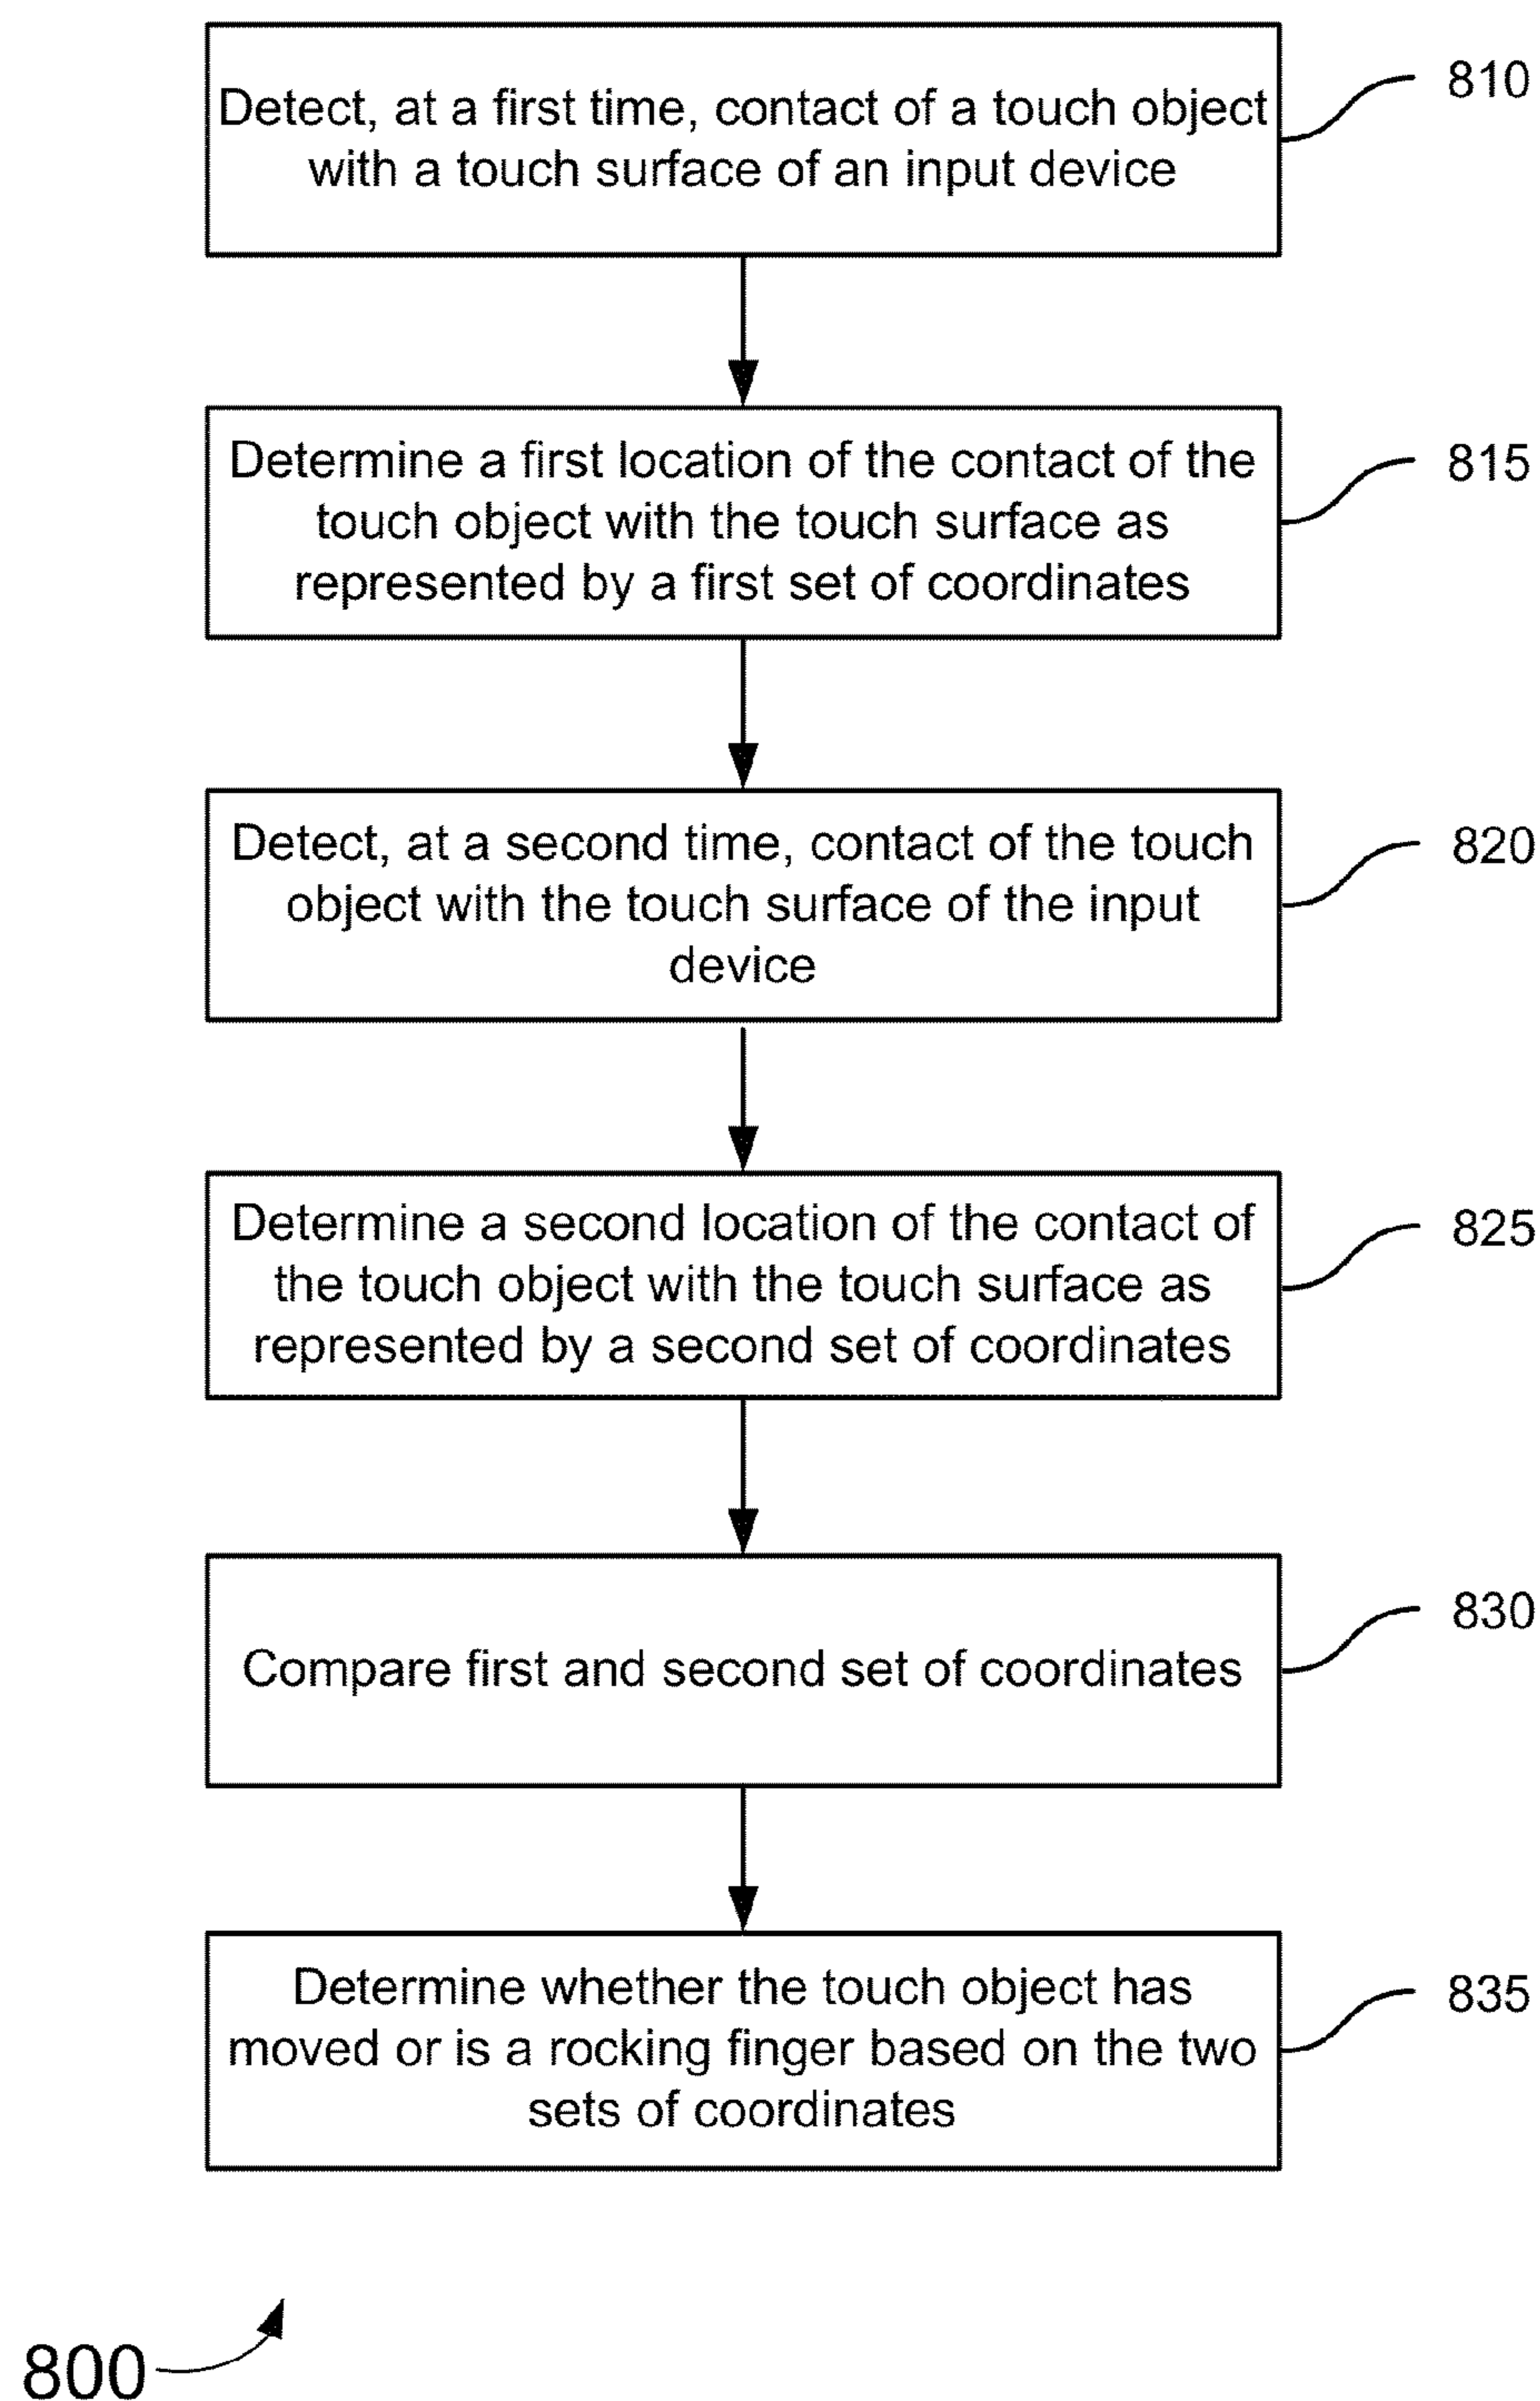 Detect, at a first time, contact of a touch object
with a touch surface of an input device
810
Determine a first location of the contact of the
touch object with the touch surface as
represented by a first set of coordinates
815
Detect, at a second time, contact of the touch
object with the touch surface of the input
device
820
Determine a second location of the contact of
the touch object with the touch surface as
represented by a second set of coordinates
825
Compare first and second set of coordinates
830
Determine whether the touch object has
moved or is a rocking finger based on the two
sets of coordinates
835
800